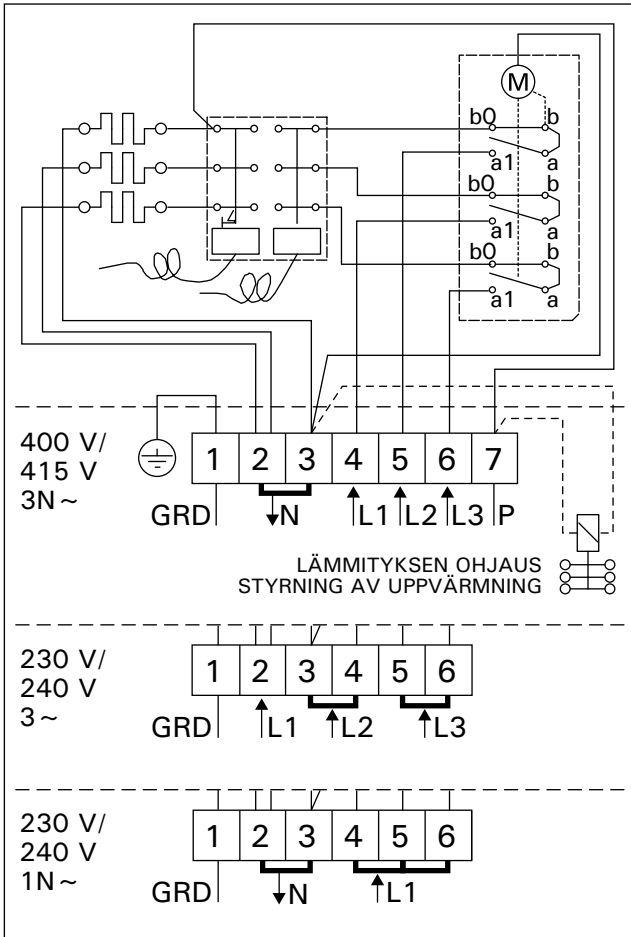 M
b0 b
a1 a
b0 b
a1 a
b0 b
a1 a
400 V/
415 V
3N ~
1 2 3 4 5 6 7
GRD N L1 L2 L3 P
LÄMMITYKSEN OHJAUS
STYRNING AV UPPVÄRMNING
230 V/
240 V
3 ~
1 2 3 4 5 6
GRD L1 L2 L3
230 V/
240 V
1N ~
1 2 3 4 5 6
GRD N L1